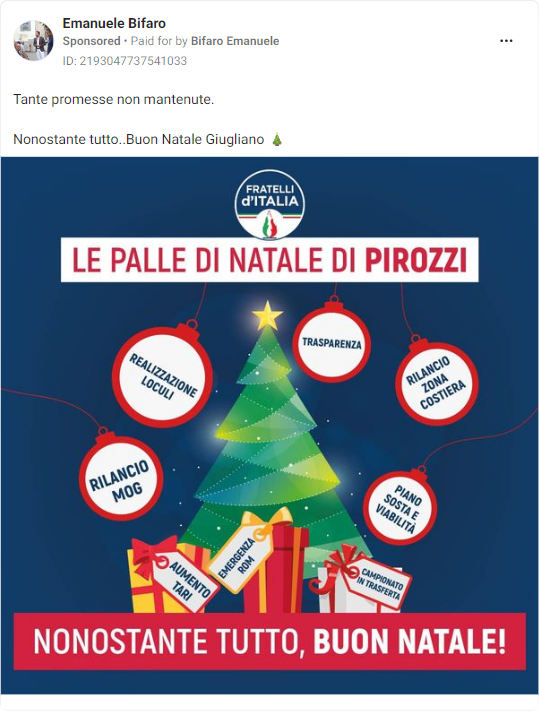 Emanuele Bifaro
Sponsored • Paid for by Bifaro Emanuele
ID: 2193047737541033
Tante promesse non mantenute.
Nonostante tutto..Buon Natale Giugliano 🎄
FRATELLI
d'ITALIA
LE PALLE DI NATALE DI PIROZZI
REALIZZAZIONE
LOCULI
TRASPARENZA
RILANCIO
ZONA
COSTIERA
RILANCIO
MOG
PIANO
SOSTA E
VIABILITÀ
AUMENTO
TARI
EMERGENZA
ROM
CAMPIONATO
IN TRASFERTA
NONOSTANTE TUTTO, BUON NATALE!